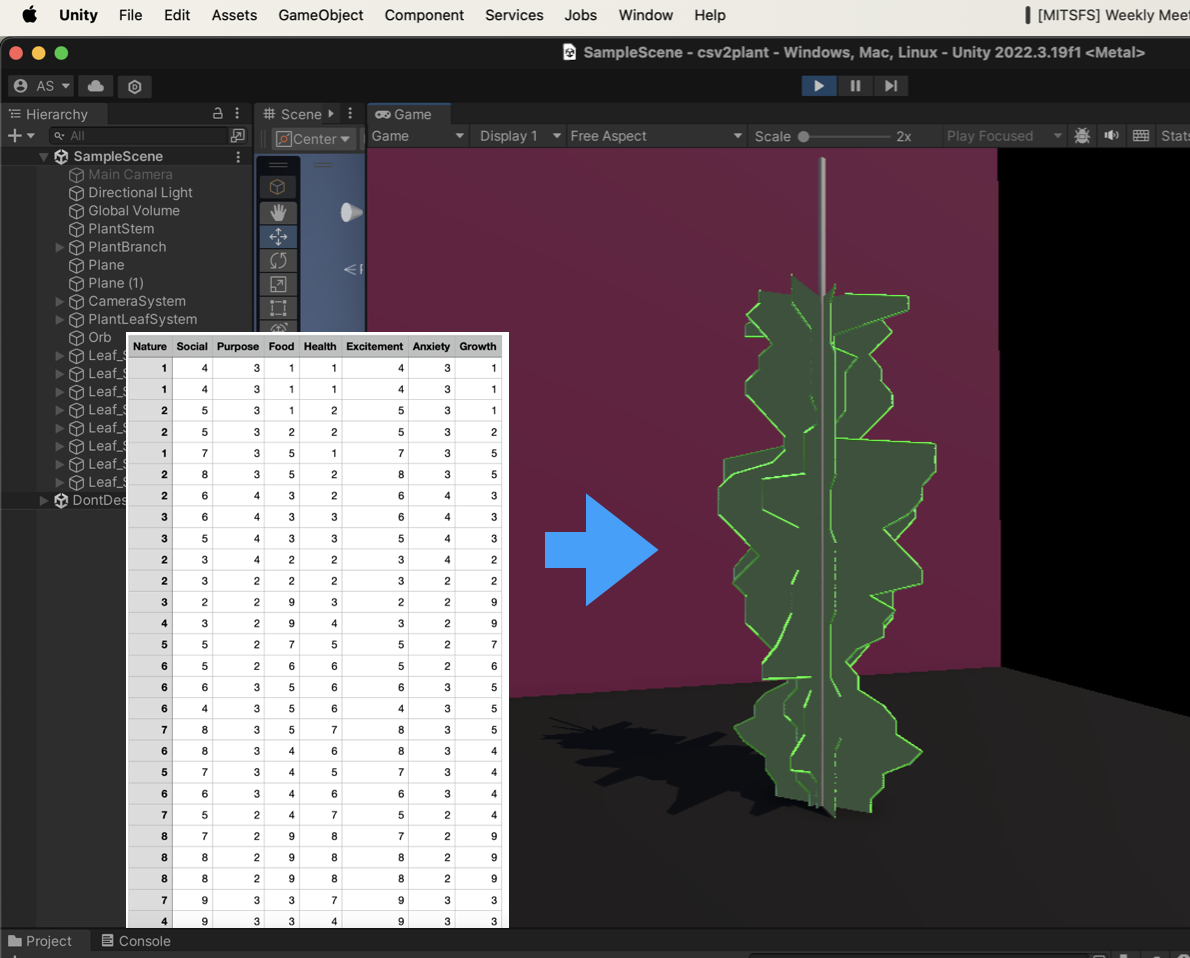 Unity File Edit Assets GameObject Component Services Jobs Window Help [MITSFS] Weekly Meet
SampleScene - csv2plant - Windows, Mac, Linux - Unity 2022.3.19f1 <Metal>
AS
Hierarchy
All
SampleScene
Main Camera
Directional Light
Global Volume
PlantStem
PlantBranch
Plane
Plane (1)
CameraSystem
PlantLeafSystem
Orb
Leaf_S
Leaf_S
Leaf_S
Leaf_S
Leaf_S
Leaf_S
Leaf_S
Leaf_S
DontDes
Scene
Center
Game
Game Display 1 Free Aspect Scale 2x Play Focused Stats
Nature Social Purpose Food Health Excitement Anxiety Growth
1 4 3 1 1 4 3 1
1 4 3 1 1 4 3 1
2 5 3 1 2 5 3 1
2 5 3 2 2 5 3 2
1 7 3 5 1 7 3 5
2 8 3 5 2 8 3 5
2 6 4 3 2 6 4 3
3 6 4 3 3 6 4 3
3 5 4 3 3 5 4 3
2 3 4 2 2 3 4 2
2 3 2 2 2 3 2 2
3 2 2 9 3 2 2 9
4 3 2 9 4 3 2 9
5 5 2 7 5 5 2 7
6 5 2 6 6 5 2 6
6 6 3 5 6 6 3 5
6 4 3 5 6 4 3 5
7 8 3 5 7 8 3 5
6 8 3 4 6 8 3 4
5 7 3 4 5 7 3 4
6 6 3 4 6 6 3 4
7 5 2 4 7 5 2 4
8 7 2 9 8 7 2 9
8 8 2 9 8 8 2 9
8 8 2 9 8 8 2 9
7 9 3 3 7 9 3 3
4 9 3 3 4 9 3 3
Project Console